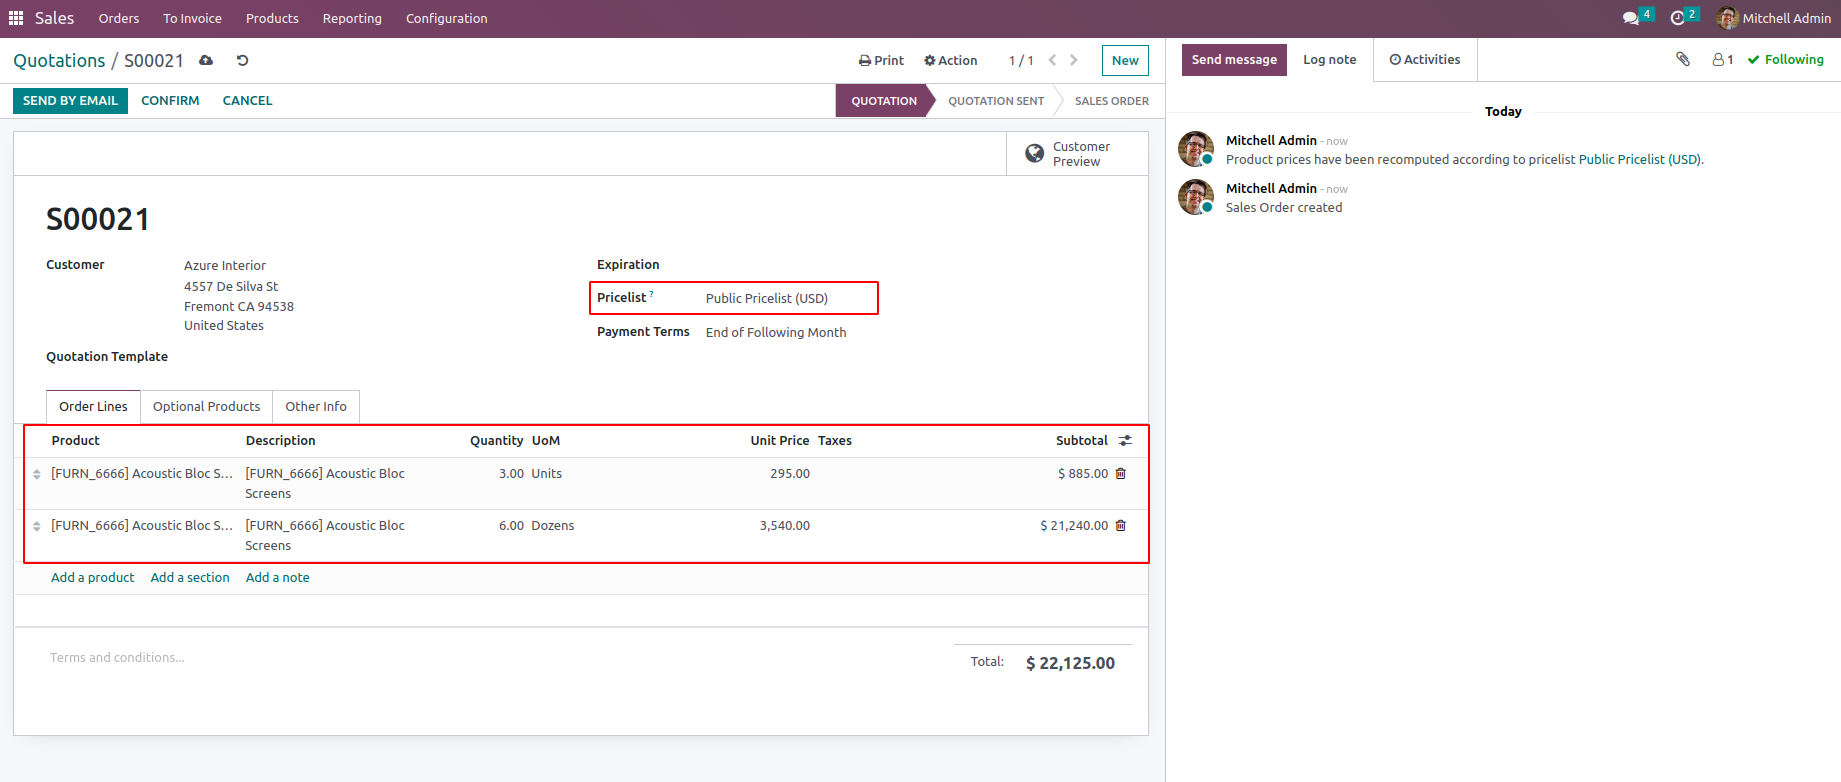 Sales Orders To Invoice Products Reporting Configuration 4 2 Mitchell Admin
Quotations / S00021 Print Action 1 / 1 New
SEND BY EMAIL CONFIRM CANCEL QUOTATION QUOTATION SENT SALES ORDER
Customer
Preview
S00021
Customer Azure Interior
4557 De Silva St
Fremont CA 94538
United States
Quotation Template
Expiration
Pricelist ? Public Pricelist (USD)
Payment Terms End of Following Month
Order Lines Optional Products Other Info
Product Description Quantity UoM Unit Price Taxes Subtotal
[FURN_6666] Acoustic Bloc S... [FURN_6666] Acoustic Bloc 3.00 Units 295.00 $ 885.00
Screens
[FURN_6666] Acoustic Bloc S... [FURN_6666] Acoustic Bloc 6.00 Dozens 3,540.00 $ 21,240.00
Screens
Add a product Add a section Add a note
Terms and conditions...
Total: $ 22,125.00
Send message Log note Activities 1 Following
Today
Mitchell Admin - now
Product prices have been recomputed according to pricelist Public Pricelist (USD).
Mitchell Admin - now
Sales Order created